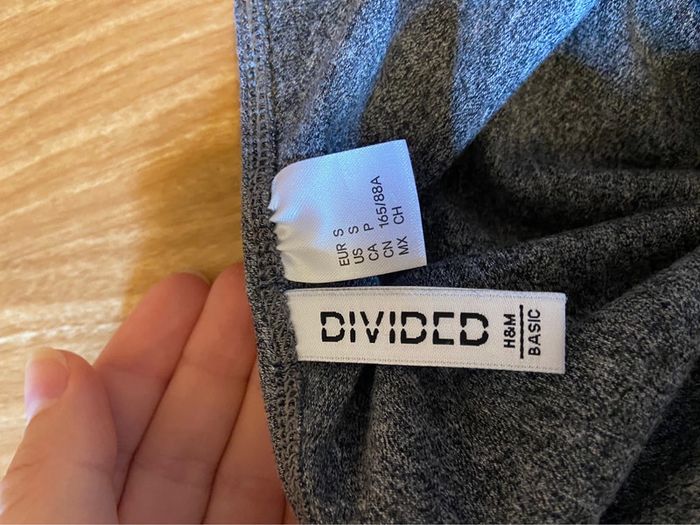 EUR S
US S
CA P
CN 165/88A
MX CH
DIVIDED
H&M
BASIC